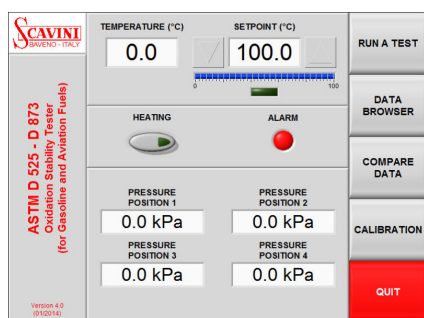 SCAVINI
BAVENO - ITALY
ASTM D 525 - D 873
Oxidation Stability Tester
(for Gasoline and Aviation Fuels)
Version 4.0
(01/2014)
TEMPERATURE (°C)
0.0
SETPOINT (°C)
100.0
0
100
HEATING
ALARM
PRESSURE
POSITION 1
0.0 kPa
PRESSURE
POSITION 2
0.0 kPa
PRESSURE
POSITION 3
0.0 kPa
PRESSURE
POSITION 4
0.0 kPa
RUN A TEST
DATA
BROWSER
COMPARE
DATA
CALIBRATION
QUIT